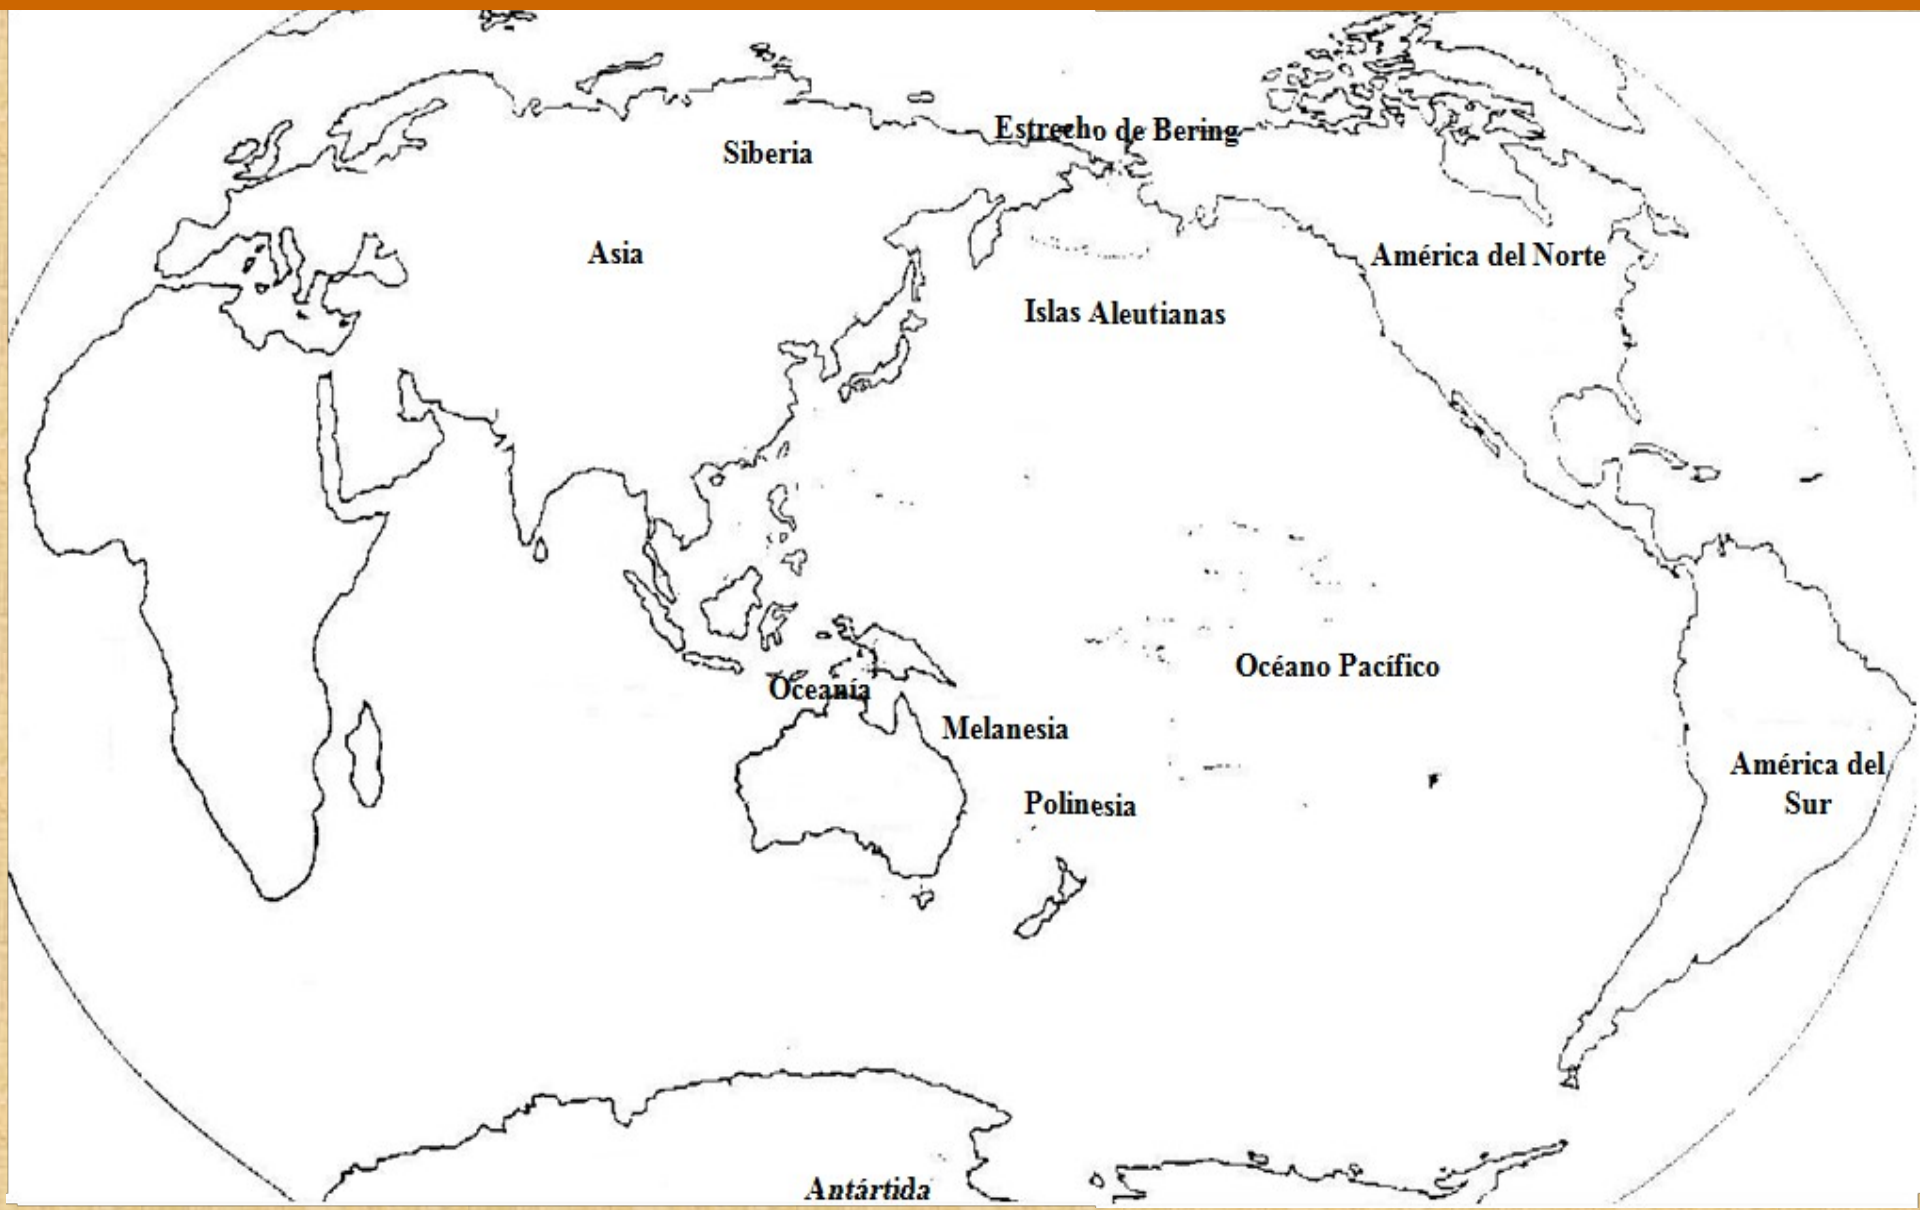 Estrecho de Bering
Siberia
Asia
América del Norte
Islas Aleutianas
Océano Pacífico
Oceanía
Melanesia
América del
Sur
Polinesia
Antártida